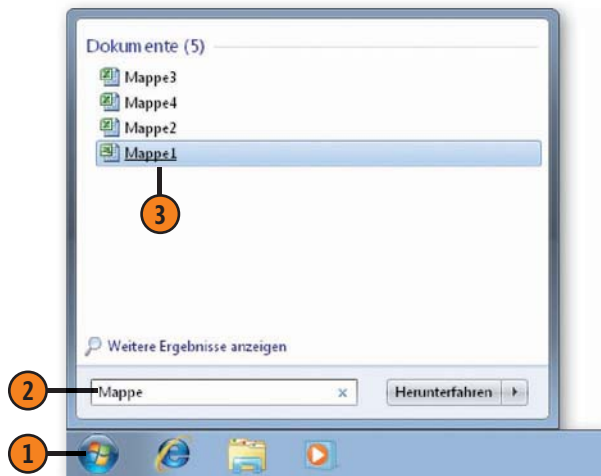 Dokumente (5)
Mappe3
Mappe4
Mappe2
Mappe1
3
Weitere Ergebnisse anzeigen
2
Mappe
Herunterfahren
1